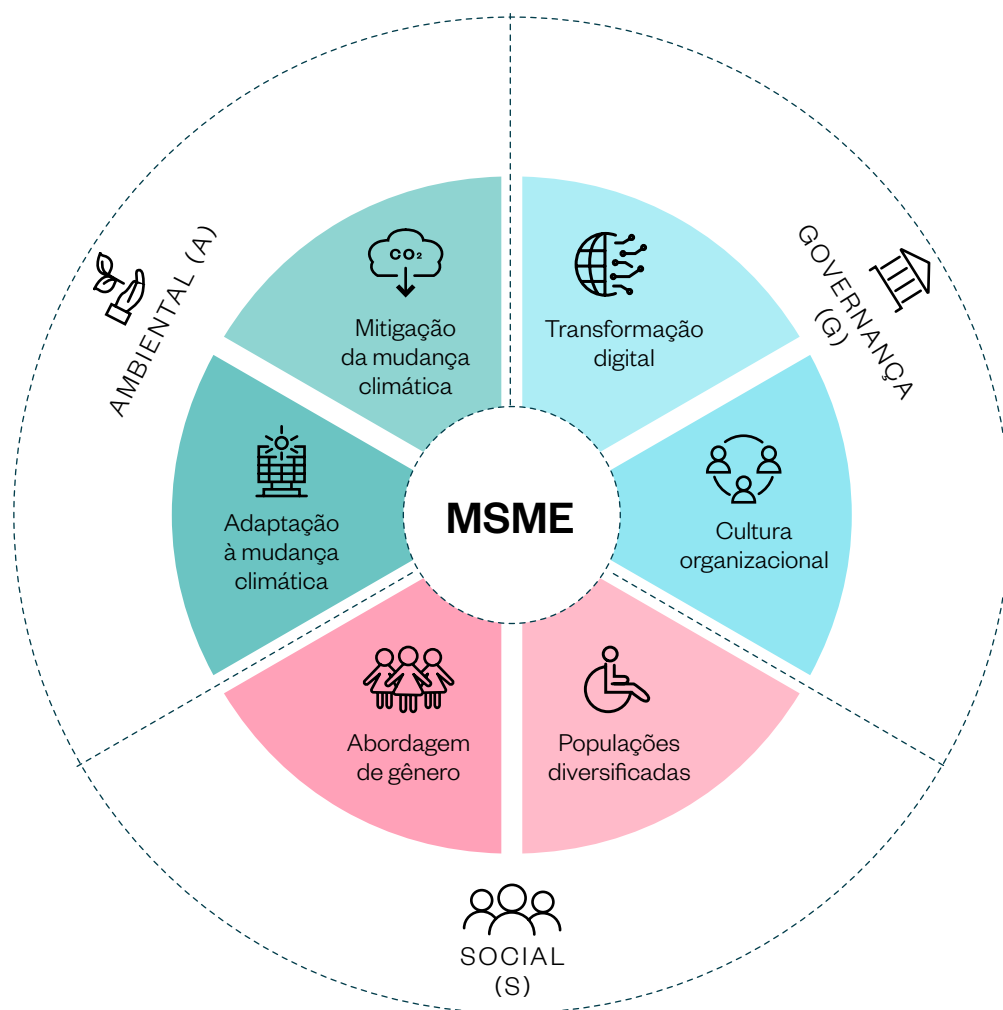 AMBIENTAL (A)
GOVERNANÇA
(G)
CO₂
Mitigação
da mudança
climática
Transformação
digital
Adaptação
à mudança
climática
MSME
Cultura
organizacional
Abordagem
de gênero
Populações
diversificadas
SOCIAL
(S)